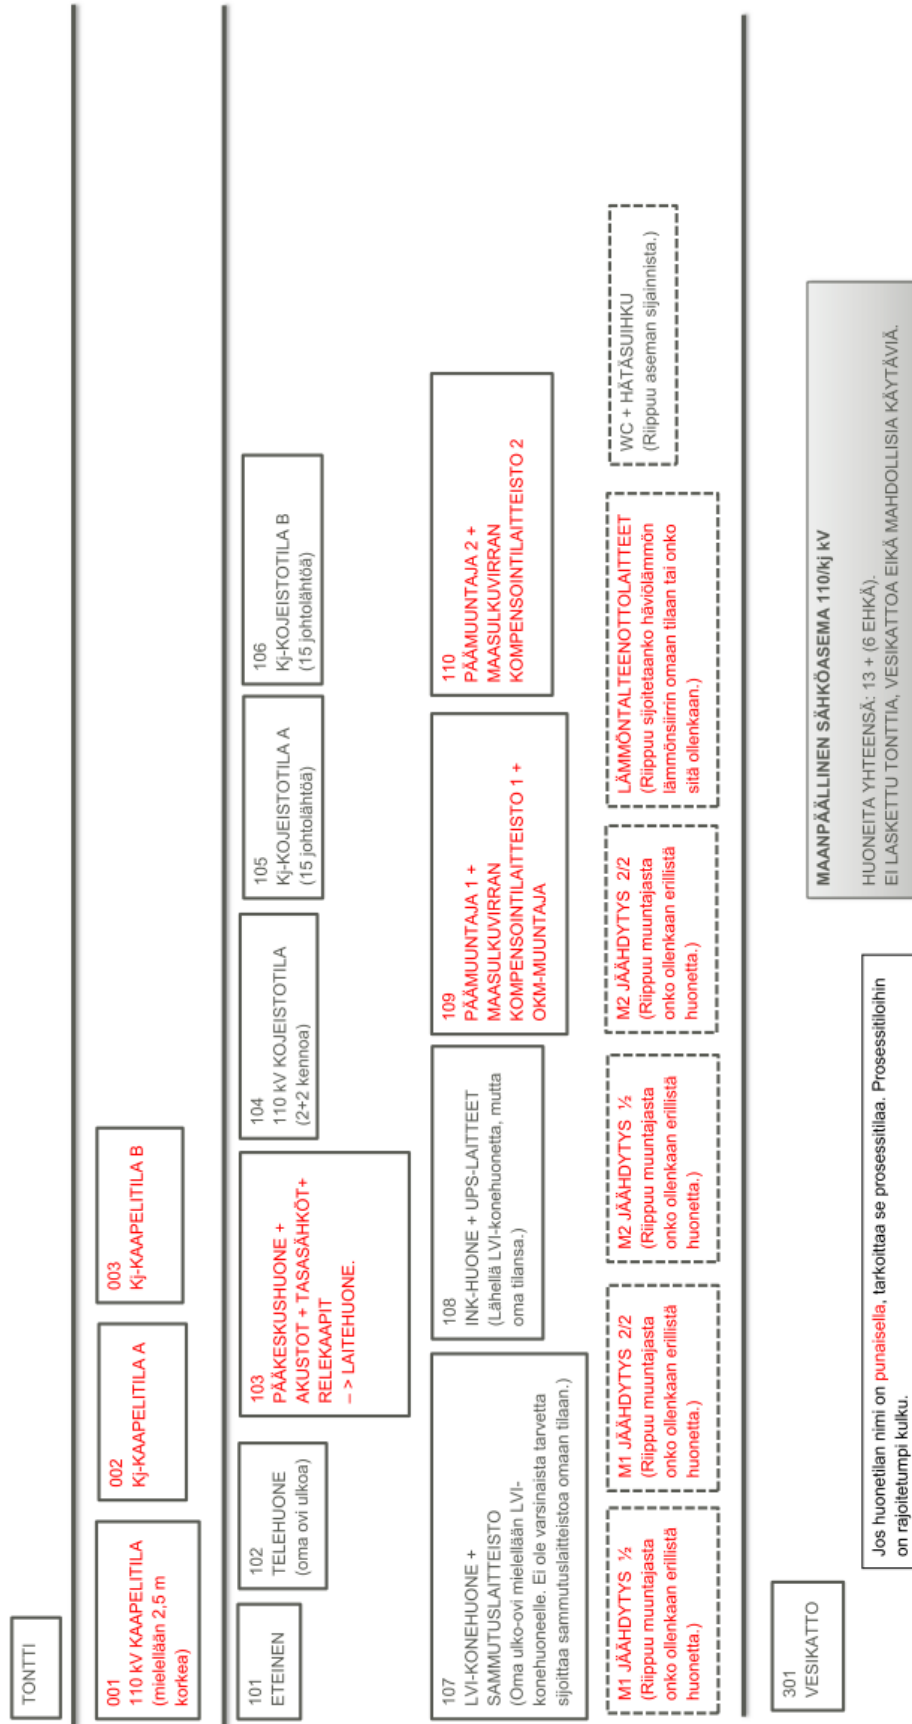 TONTTI
001
110 kV KAAPELITILA
(mielellään 2,5 m
korkea)
002
Kj-KAAPELITILA A
003
Kj-KAAPELITILA B
101
ETEINEN
102
TELEHUONE
(oma ovi ulkoa)
103
PÄÄKESKUSHUONE +
AKUSTOT + TASASÄHKÖT+
RELEKAAPIT
– > LAITEHUONE.
104
110 kV KOJEISTOTILA
(2+2 kennoa)
105
Kj-KOJEISTOTILA A
(15 johtolähtöä)
106
Kj-KOJEISTOTILA B
(15 johtolähtöä)
107
LVI-KONEHUONE +
SAMMUTUSLAITTEISTO
(Oma ulko-ovi mielellään LVI-
konehuoneelle. Ei ole varsinaista tarvetta
sijoittaa sammutuslaitteistoa omaan tilaan.)
108
INK-HUONE + UPS-LAITTEET
(Lähellä LVI-konehuonetta, mutta
oma tilansa.)
109
PÄÄMUUNTAJA 1 +
MAASULKUVIRRAN
KOMPENSOINTILAITTEISTO 1 +
OKM-MUUNTAJA
110
PÄÄMUUNTAJA 2 +
MAASULKUVIRRAN
KOMPENSOINTILAITTEISTO 2
M1 JÄÄHDYTYS ½
(Riippuu muuntajasta
onko ollenkaan erillistä
huonetta.)
M1 JÄÄHDYTYS 2/2
(Riippuu muuntajasta
onko ollenkaan erillistä
huonetta.)
M2 JÄÄHDYTYS ½
(Riippuu muuntajasta
onko ollenkaan erillistä
huonetta.)
M2 JÄÄHDYTYS 2/2
(Riippuu muuntajasta
onko ollenkaan erillistä
huonetta.)
LÄMMÖNTALTEENOTTOLAITTEET
(Riippuu sijoitetaanko häviölämmön
lämmönsiirrin omaan tilaan tai onko
sitä ollenkaan.)
WC + HÄTÄSUIHKU
(Riippuu aseman sijainnista.)
301
VESIKATTO
Jos huonetilan nimi on punaisella, tarkoittaa se prosessitilaa. Prosessitiloihin
on rajoitetumpi kulku.
MAANPÄÄLLINEN SÄHKÖASEMA 110/kj kV
HUONEITA YHTEENSÄ: 13 + (6 EHKÄ).
EI LASKETTU TONTTIA, VESIKATTOA EIKÄ MAHDOLLISIA KÄYTÄVIÄ.